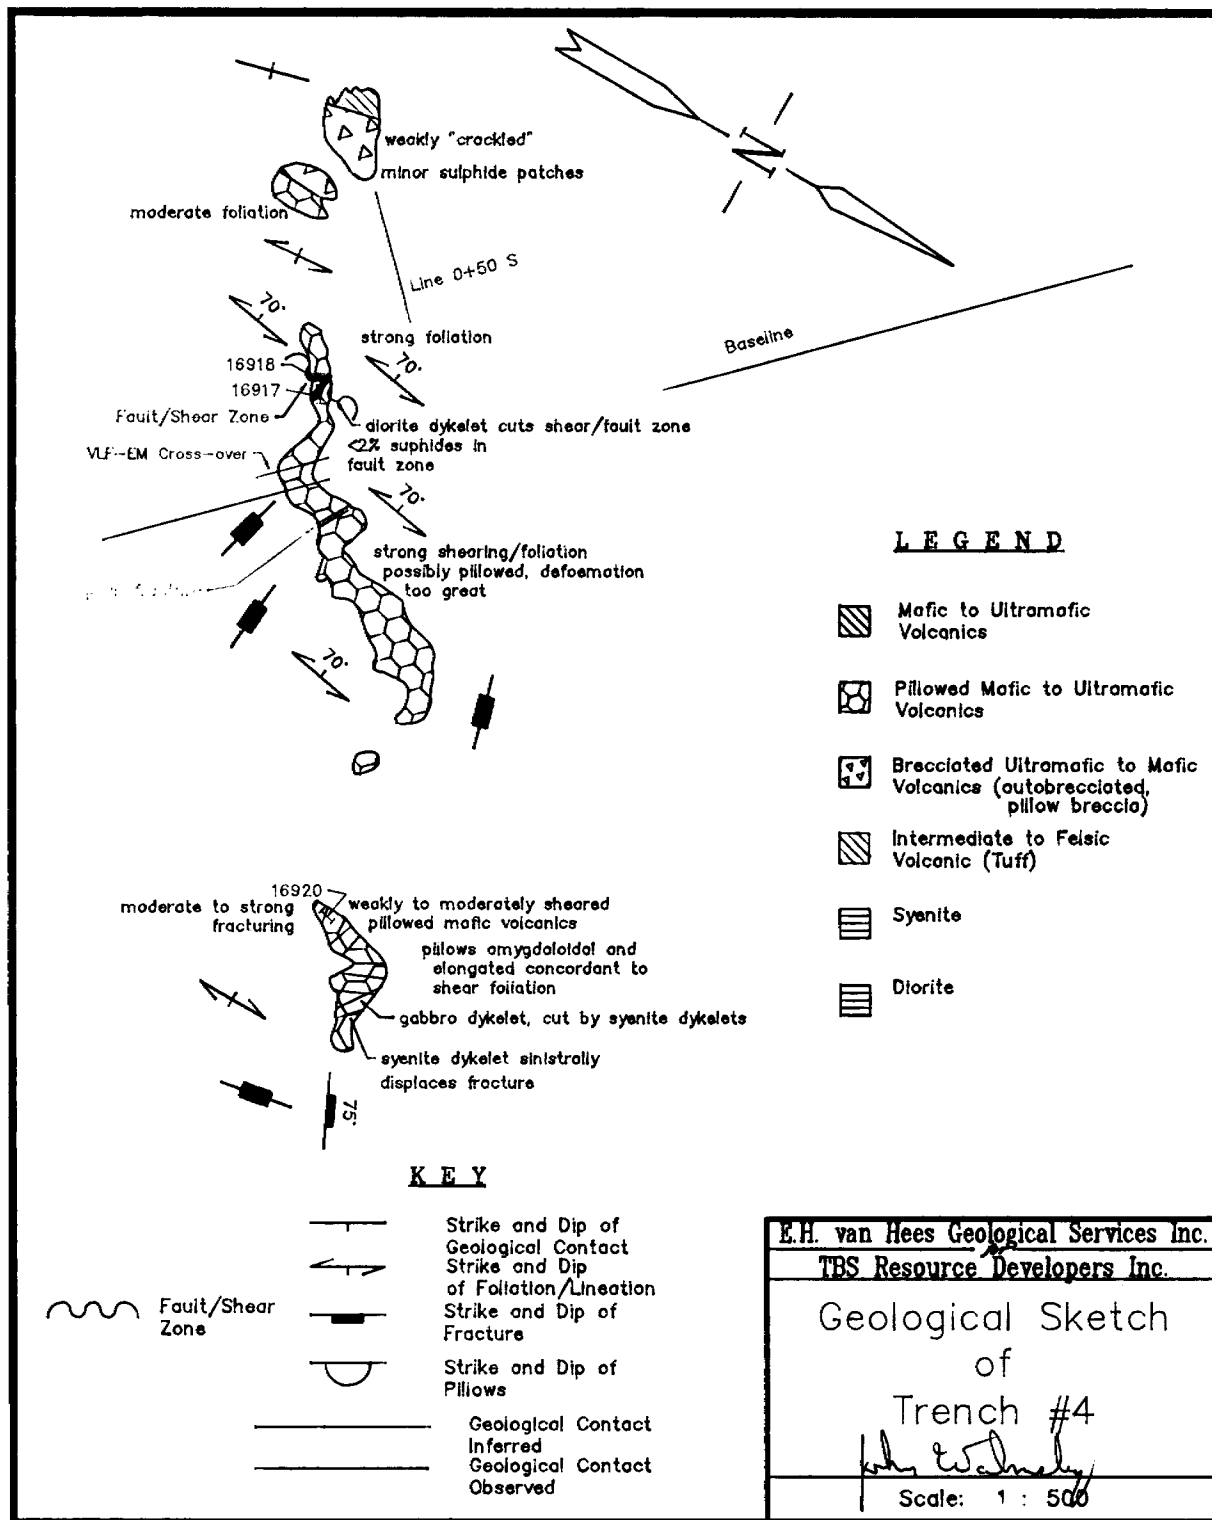 weakly "crackled"
minor sulphide patches
moderate foliation
N
Line 0+50 S
Baseline
70°
strong foliation
70°
16918
16917
Fault/Shear Zone
diorite dykelet cuts shear/fault zone
<2% suphides in
fault zone
VLF-EM Cross-over
70°
strong shearing/foliation
possibly pillowed, defoemation
too great
70°
16920
moderate to strong
fracturing
weakly to moderately sheared
pillowed mafic volcanics
pillows amygdaloidal and
elongated concordant to
shear foliation
gabbro dykelet, cut by syenite dykelets
syenite dykelet sinistrally
displaces fracture
75°
LEGEND
Mafic to Ultramafic
Volcanics
Pillowed Mafic to Ultramafic
Volcanics
Brecciated Ultramafic to Mafic
Volcanics (autobrecciated,
pillow breccia)
Intermediate to Felsic
Volcanic (Tuff)
Syenite
Diorite
KEY
Strike and Dip of
Geological Contact
Strike and Dip
of Foliation/Lineation
Strike and Dip of
Fracture
Strike and Dip of
Pillows
Geological Contact
Inferred
Geological Contact
Observed
Fault/Shear
Zone
E.H. van Hees Geological Services Inc.
for
TBS Resource Developers Inc.
Geological Sketch
of
Trench #4
Scale: 1 : 500